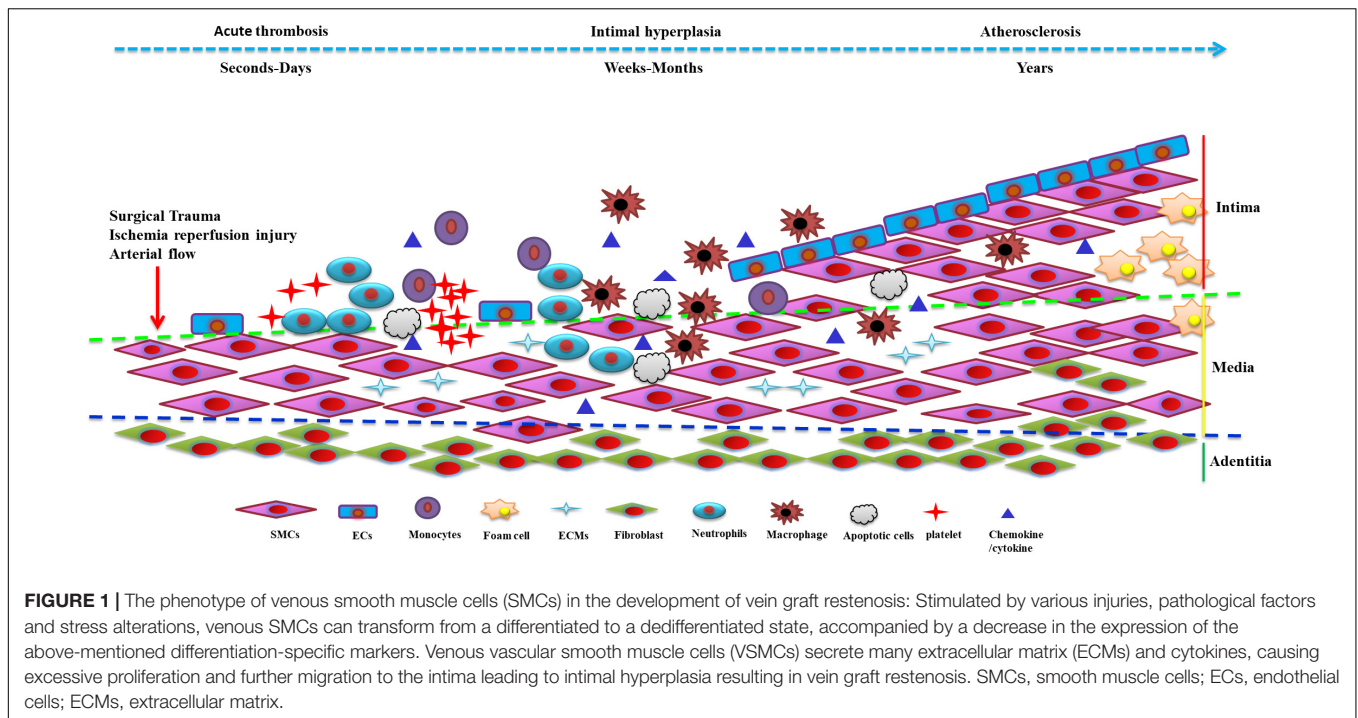 Acute thrombosis
Intimal hyperplasia
Atherosclerosis
Seconds-Days
Weeks-Months
Years
Surgical Trauma
Ischemia reperfusion injury
Arterial flow
Intima
Media
Adentitia
SMCs
ECs
Monocytes
Foam cell
ECMs
Fibroblast
Neutrophils
Macrophage
Apoptotic cells
platelet
Chemokine
/cytokine
FIGURE 1 | The phenotype of venous smooth muscle cells (SMCs) in the development of vein graft restenosis: Stimulated by various injuries, pathological factors
and stress alterations, venous SMCs can transform from a differentiated to a dedifferentiated state, accompanied by a decrease in the expression of the
above-mentioned differentiation-specific markers. Venous vascular smooth muscle cells (VSMCs) secrete many extracellular matrix (ECMs) and cytokines, causing
excessive proliferation and further migration to the intima leading to intimal hyperplasia resulting in vein graft restenosis. SMCs, smooth muscle cells; ECs, endothelial
cells; ECMs, extracellular matrix.